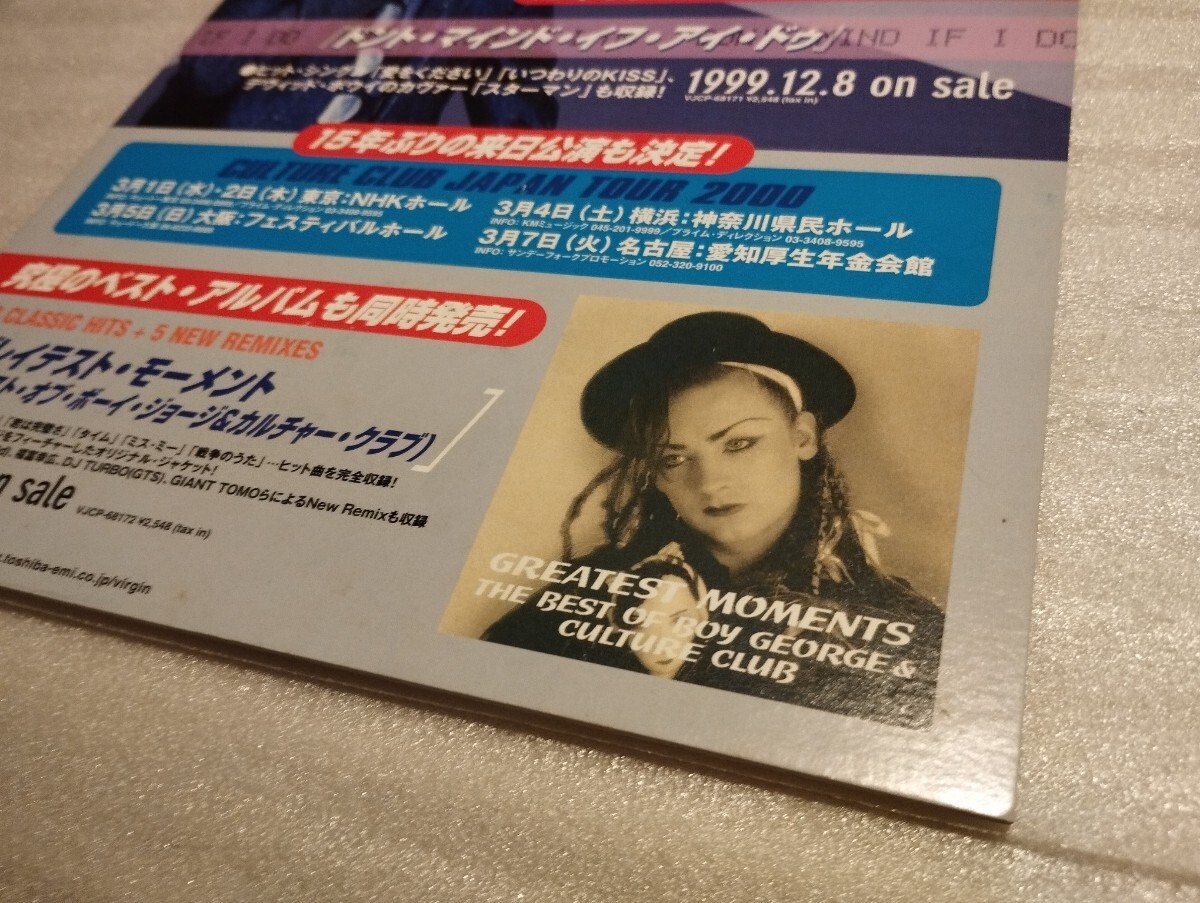 IF I DO
ドント・マインド・イフ・アイ・ドゥ
MIND IF I DO
●ヒット・シングル「愛をください」「いつわりのKISS」、
デヴィッド・ボウイのカヴァー「スターマン」も収録!
1999.12.8 on sale
VJCP-68171 ¥2,548 (tax in)
15年ぶりの来日公演も決定!
CULTURE CLUB JAPAN TOUR 2000
3月1日(水)・2日(木) 東京:NHKホール
3月4日(土) 横浜:神奈川県民ホール
INFO: KMミュージック 045-201-9999/プライム・ディレクション 03-3408-9595
3月5日(日) 大阪:フェスティバルホール
3月7日(火) 名古屋:愛知厚生年金会館
INFO: サンデーフォークプロモーション 052-320-9100
究極のベスト・アルバムも同時発売!
CLASSIC HITS + 5 NEW REMIXES
レイテスト・モーメント
スト・オブ・ボーイ・ジョージ&カルチャー・クラブ)
「君は完璧さ」「タイム」「ミス・ミー」「戦争のうた」…ヒット曲を完全収録!
をフィーチャーしたオリジナル・ジャケット!
福富幸宏、DJ TURBO(GTS)、GIANT TOMOらによるNew Remixも収録
on sale
VJCP-68172 ¥2,548 (tax in)
.toshiba-emi.co.jp/virgin
GREATEST MOMENTS
THE BEST OF BOY GEORGE &
CULTURE CLUB